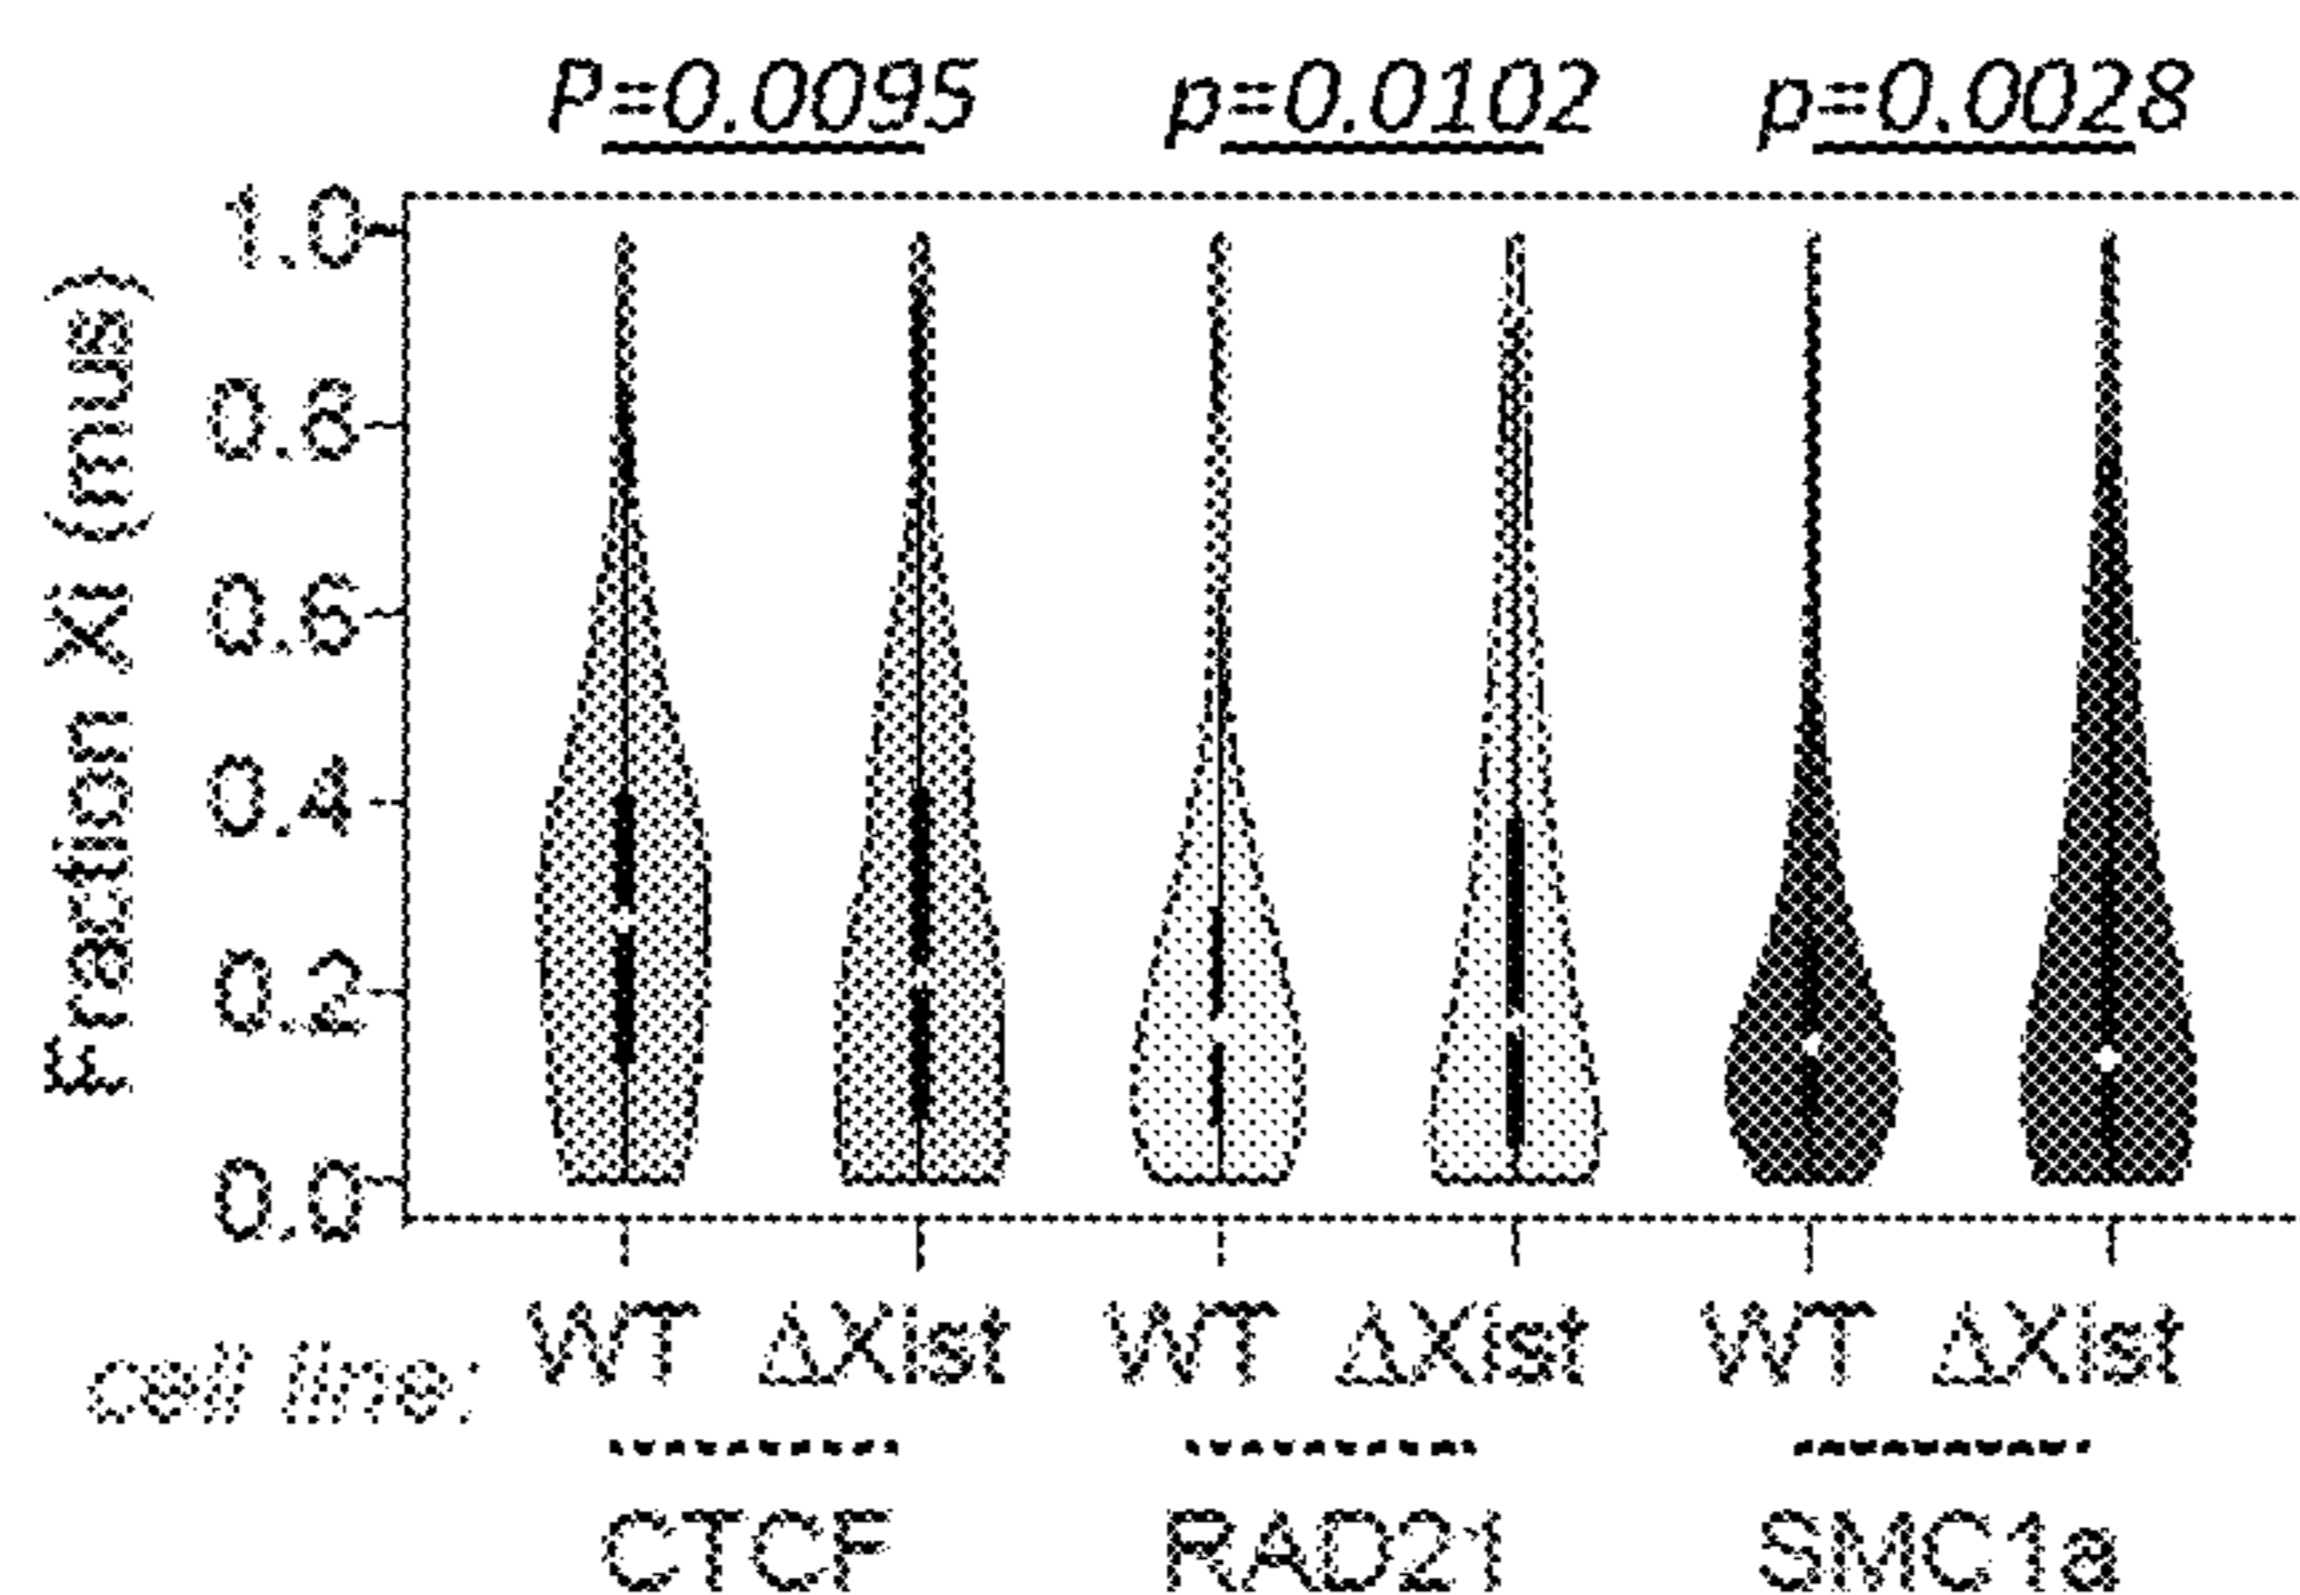 P=0.0095 p=0.0102 p=0.0028
Fraction Xi (mus)
1.0
0.8
0.6
0.4
0.2
0.0
cell line: WT ΔXist WT ΔXist WT ΔXist
CTCF RAD21 SMC1a